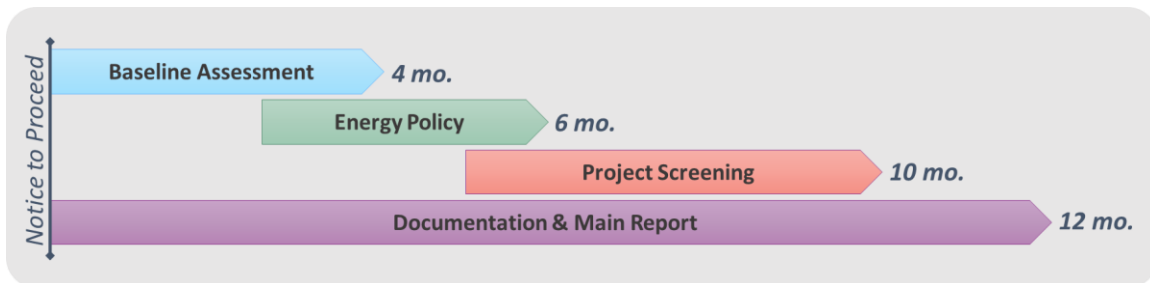 Notice to Proceed
Baseline Assessment
4 mo.
Energy Policy
6 mo.
Project Screening
10 mo.
Documentation & Main Report
12 mo.